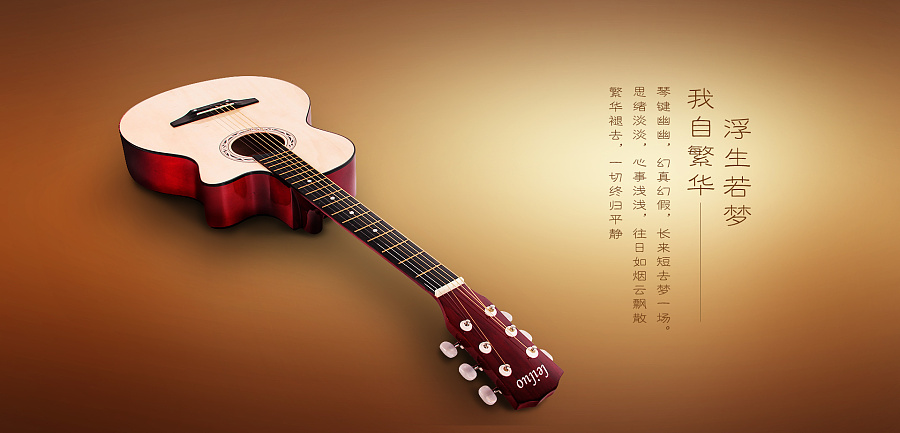 浮生若梦
我自繁华
琴键幽幽，幻真幻假，长来短去梦一场。
思绪淡淡，心事浅浅，往日如烟云飘散
繁华褪去，一切终归平静
leihuo